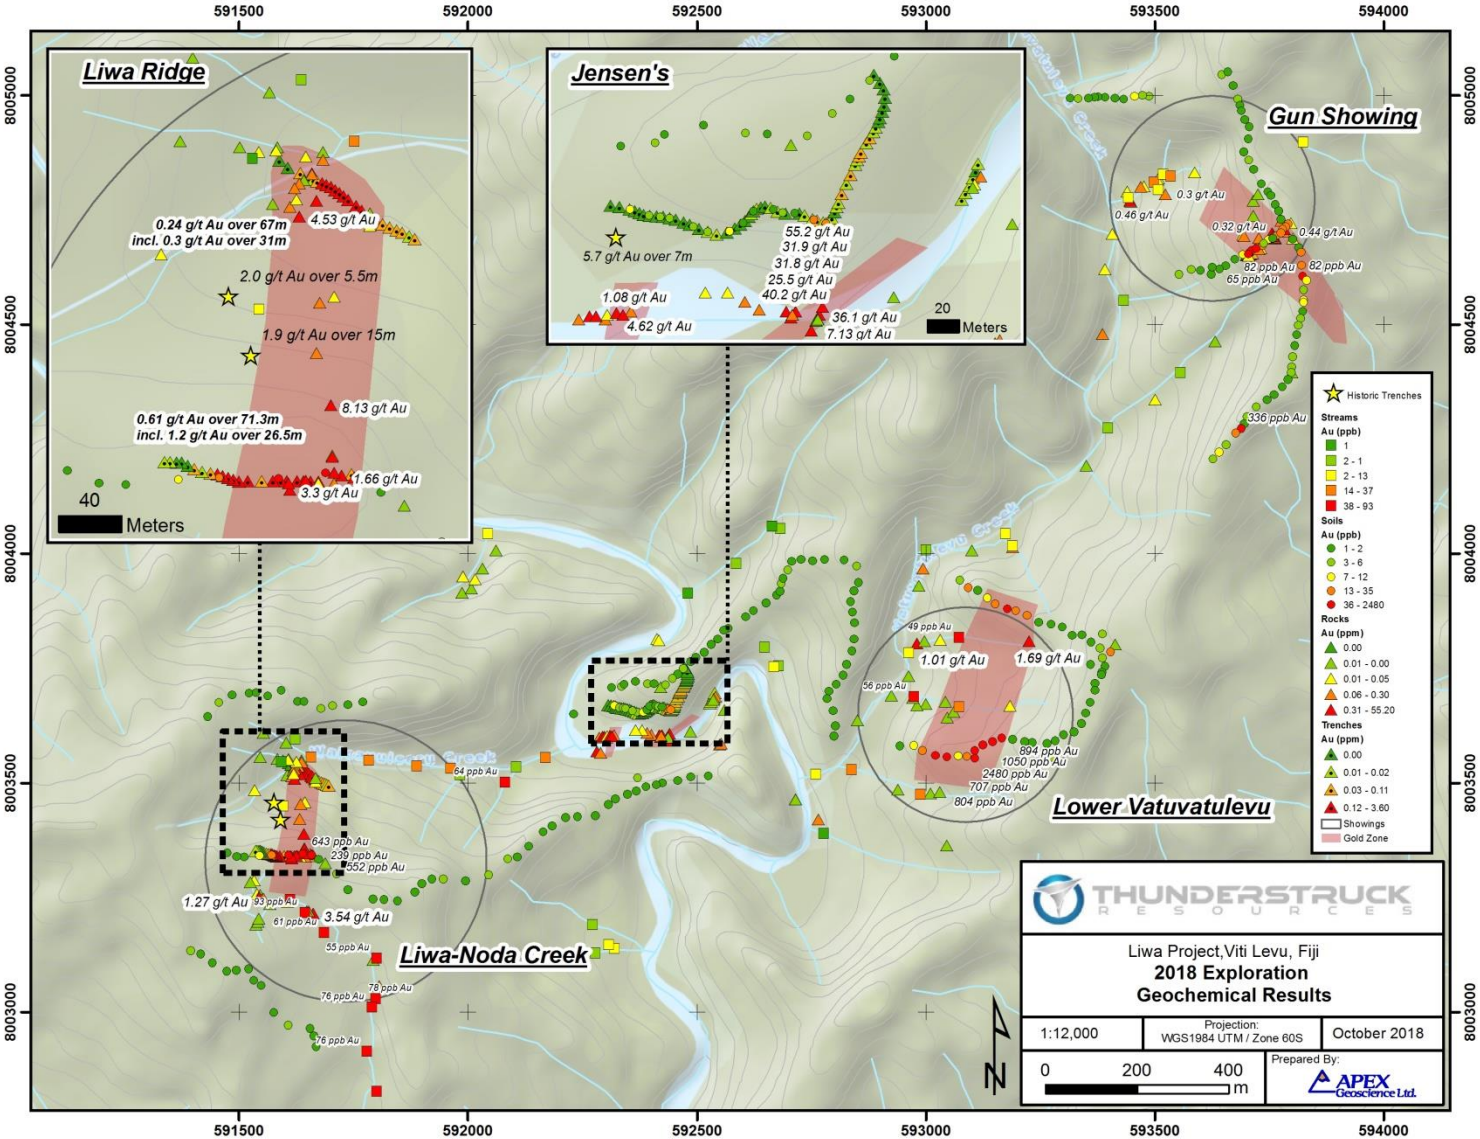 591500
592000
592500
593000
593500
594000
8005000
8004500
8004000
8003500
8003000
8005000
8004500
8004000
8003500
8003000
591500
592000
592500
593000
593500
594000
Liwa Ridge
4.53 g/t Au
0.24 g/t Au over 67m
incl. 0.3 g/t Au over 31m
2.0 g/t Au over 5.5m
1.9 g/t Au over 15m
8.13 g/t Au
0.61 g/t Au over 71.3m
incl. 1.2 g/t Au over 26.5m
1.66 g/t Au
3.3 g/t Au
40
Meters
Jensen's
5.7 g/t Au over 7m
55.2 g/t Au
31.9 g/t Au
31.8 g/t Au
25.5 g/t Au
40.2 g/t Au
1.08 g/t Au
4.62 g/t Au
36.1 g/t Au
7.13 g/t Au
20
Meters
Gun Showing
0.3 g/t Au
0.46 g/t Au
0.32 g/t Au
0.44 g/t Au
82 ppb Au
82 ppb Au
65 ppb Au
336 ppb Au
49 ppb Au
1.01 g/t Au
1.69 g/t Au
56 ppb Au
894 ppb Au
1050 ppb Au
2480 ppb Au
707 ppb Au
804 ppb Au
Lower Vatuvatulevu
Creek
64 ppb Au
643 ppb Au
239 ppb Au
552 ppb Au
1.27 g/t Au
93 ppb Au
61 ppb Au
3.54 g/t Au
55 ppb Au
Liwa-Noda Creek
78 ppb Au
76 ppb Au
76 ppb Au
Historic Trenches
Streams
Au (ppb)
1
2 - 1
2 - 13
14 - 37
38 - 93
Soils
Au (ppb)
1 - 2
3 - 6
7 - 12
13 - 35
36 - 2480
Rocks
Au (ppm)
0.00
0.01 - 0.00
0.01 - 0.05
0.06 - 0.30
0.31 - 55.20
Trenches
Au (ppm)
0.00
0.01 - 0.02
0.03 - 0.11
0.12 - 3.60
Showings
Gold Zone
THUNDERSTRUCK
RESOURCES
Liwa Project,Viti Levu, Fiji
2018 Exploration
Geochemical Results
1:12,000
Projection:
WGS1984 UTM / Zone 60S
October 2018
0 200 400
m
Prepared By:
APEX
Geoscience Ltd.
N